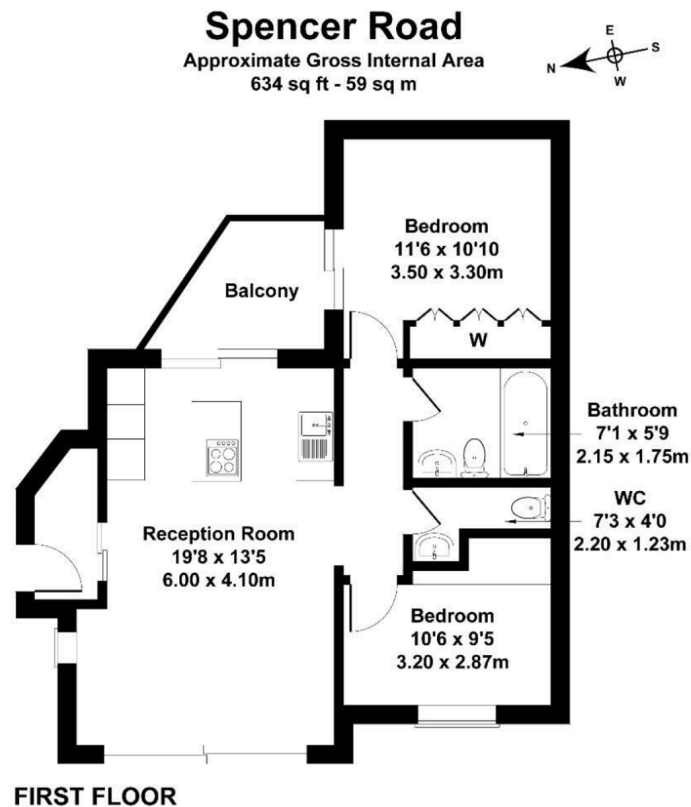 Spencer Road
Approximate Gross Internal Area
634 sq ft - 59 sq m
E
N
S
W
Bedroom
11'6 x 10'10
3.50 x 3.30m
Balcony
W
Bathroom
7'1 x 5'9
2.15 x 1.75m
WC
7'3 x 4'0
2.20 x 1.23m
Reception Room
19'8 x 13'5
6.00 x 4.10m
Bedroom
10'6 x 9'5
3.20 x 2.87m
FIRST FLOOR